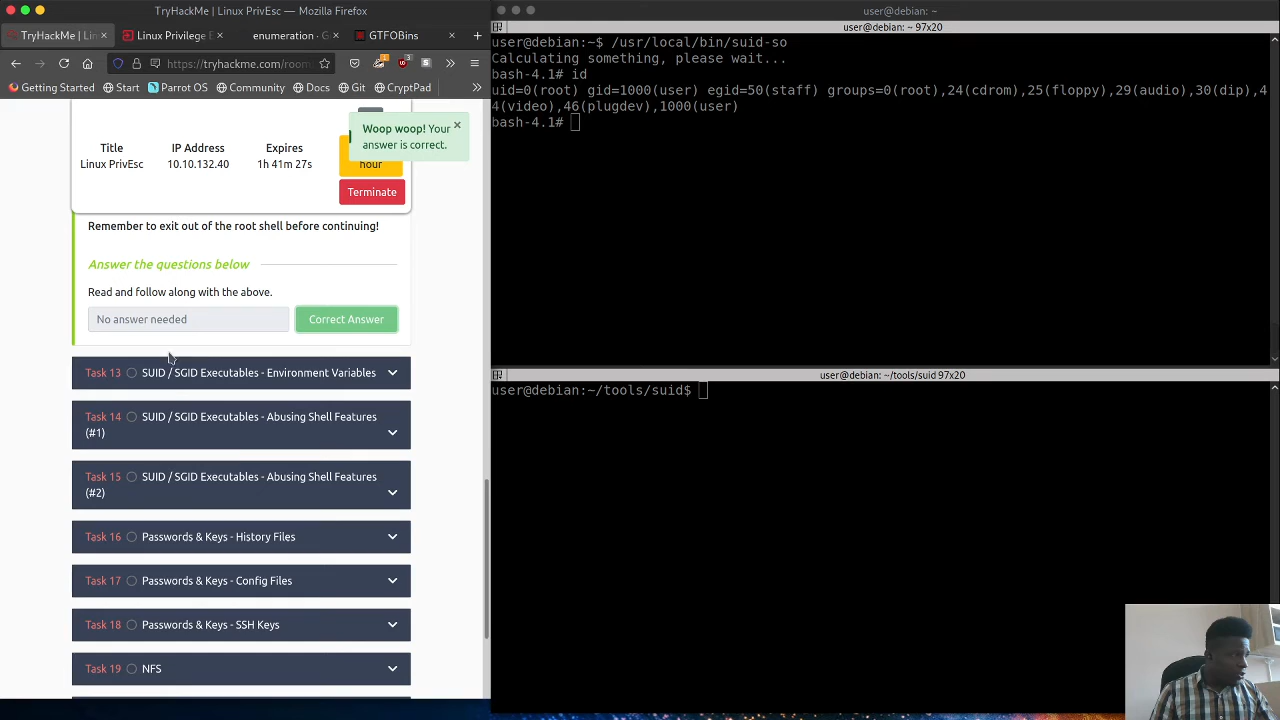 TryHackMe | Linux PrivEsc — Mozilla Firefox
TryHackMe | Lin
Linux Privilege E
enumeration - G
GTFOBins
https://tryhackme.com/room
Getting Started
Start
Parrot OS
Community
Docs
Git
CryptPad
Title
IP Address
Expires
Linux PrivEsc
10.10.132.40
1h 41m 27s
hour
Terminate
Woop woop! Your
answer is correct.
Remember to exit out of the root shell before continuing!
Answer the questions below
Read and follow along with the above.
No answer needed
Correct Answer
Task 13 SUID / SGID Executables - Environment Variables
Task 14 SUID / SGID Executables - Abusing Shell Features
(#1)
Task 15 SUID / SGID Executables - Abusing Shell Features
(#2)
Task 16 Passwords & Keys - History Files
Task 17 Passwords & Keys - Config Files
Task 18 Passwords & Keys - SSH Keys
Task 19 NFS
user@debian: ~
user@debian: ~ 97x20
user@debian:~$ /usr/local/bin/suid-so
Calculating something, please wait...
bash-4.1# id
uid=0(root) gid=1000(user) egid=50(staff) groups=0(root),24(cdrom),25(floppy),29(audio),30(dip),4
4(video),46(plugdev),1000(user)
bash-4.1#
user@debian: ~/tools/suid 97x20
user@debian:~/tools/suid$